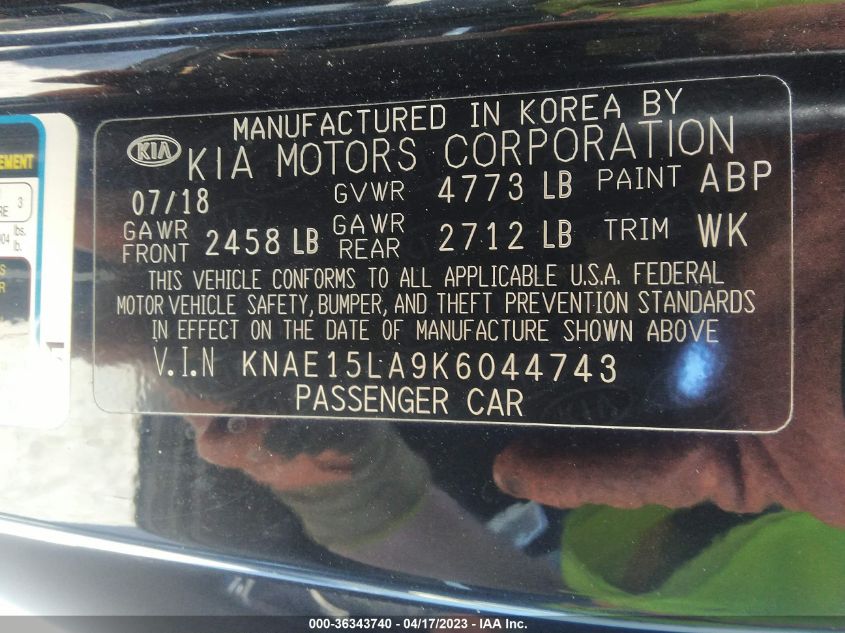 MANUFACTURED IN KOREA BY
KIA KIA MOTORS CORPORATION
07/18 GVWR 4773 LB PAINT ABP
GAWR FRONT 2458 LB GAWR REAR 2712 LB TRIM WK
THIS VEHICLE CONFORMS TO ALL APPLICABLE U.S.A. FEDERAL
MOTOR VEHICLE SAFETY, BUMPER, AND THEFT PREVENTION STANDARDS
IN EFFECT ON THE DATE OF MANUFACTURE SHOWN ABOVE
V.I.N KNAE15LA9K6044743
PASSENGER CAR
3
lbs.
lb.
000-36343740 - 04/17/2023 - IAA Inc.